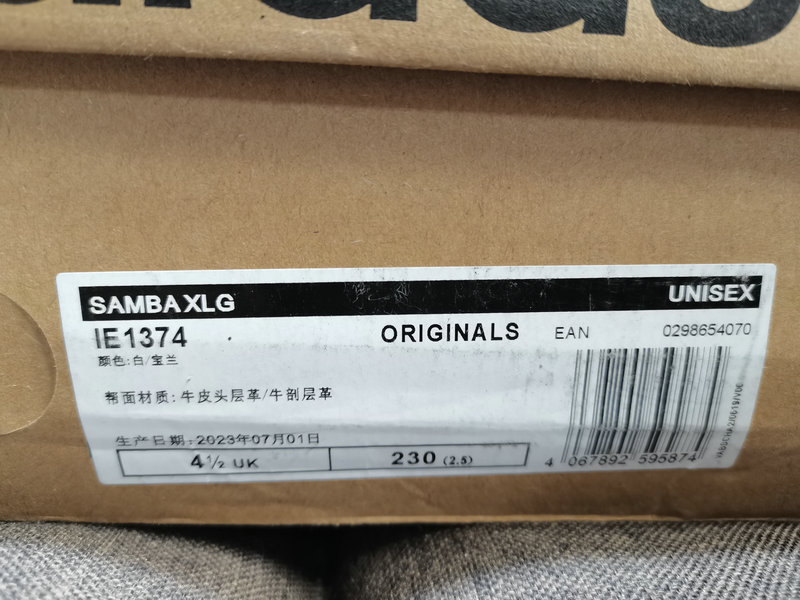 SAMBA XLG UNISEX
IE1374 ORIGINALS EAN 0298654070
颜色:白/宝兰
帮面材质:牛皮头层革/牛剖层革
生产日期:2023年07月01日
4½ UK 230 (2.5)
4 067892 595874